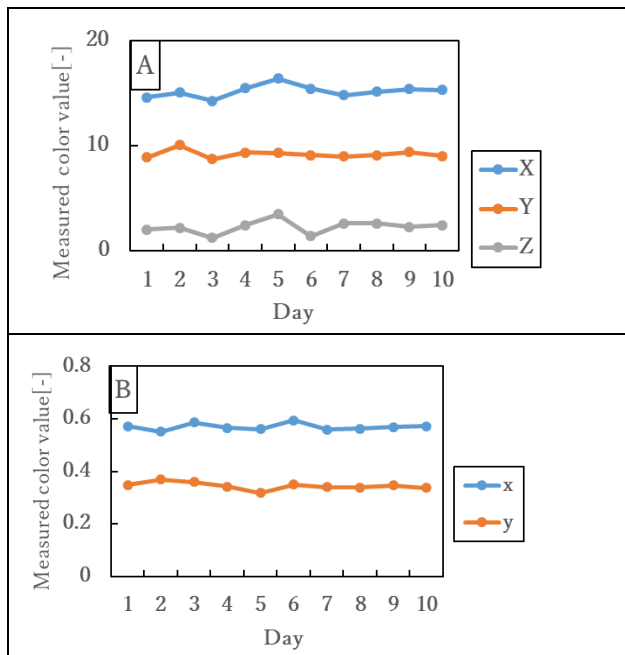 A
Measured color value[-]
20
10
0
1 2 3 4 5 6 7 8 9 10
Day
X
Y
Z
B
Measured color value[-]
0.8
0.6
0.4
0.2
0
1 2 3 4 5 6 7 8 9 10
Day
x
y